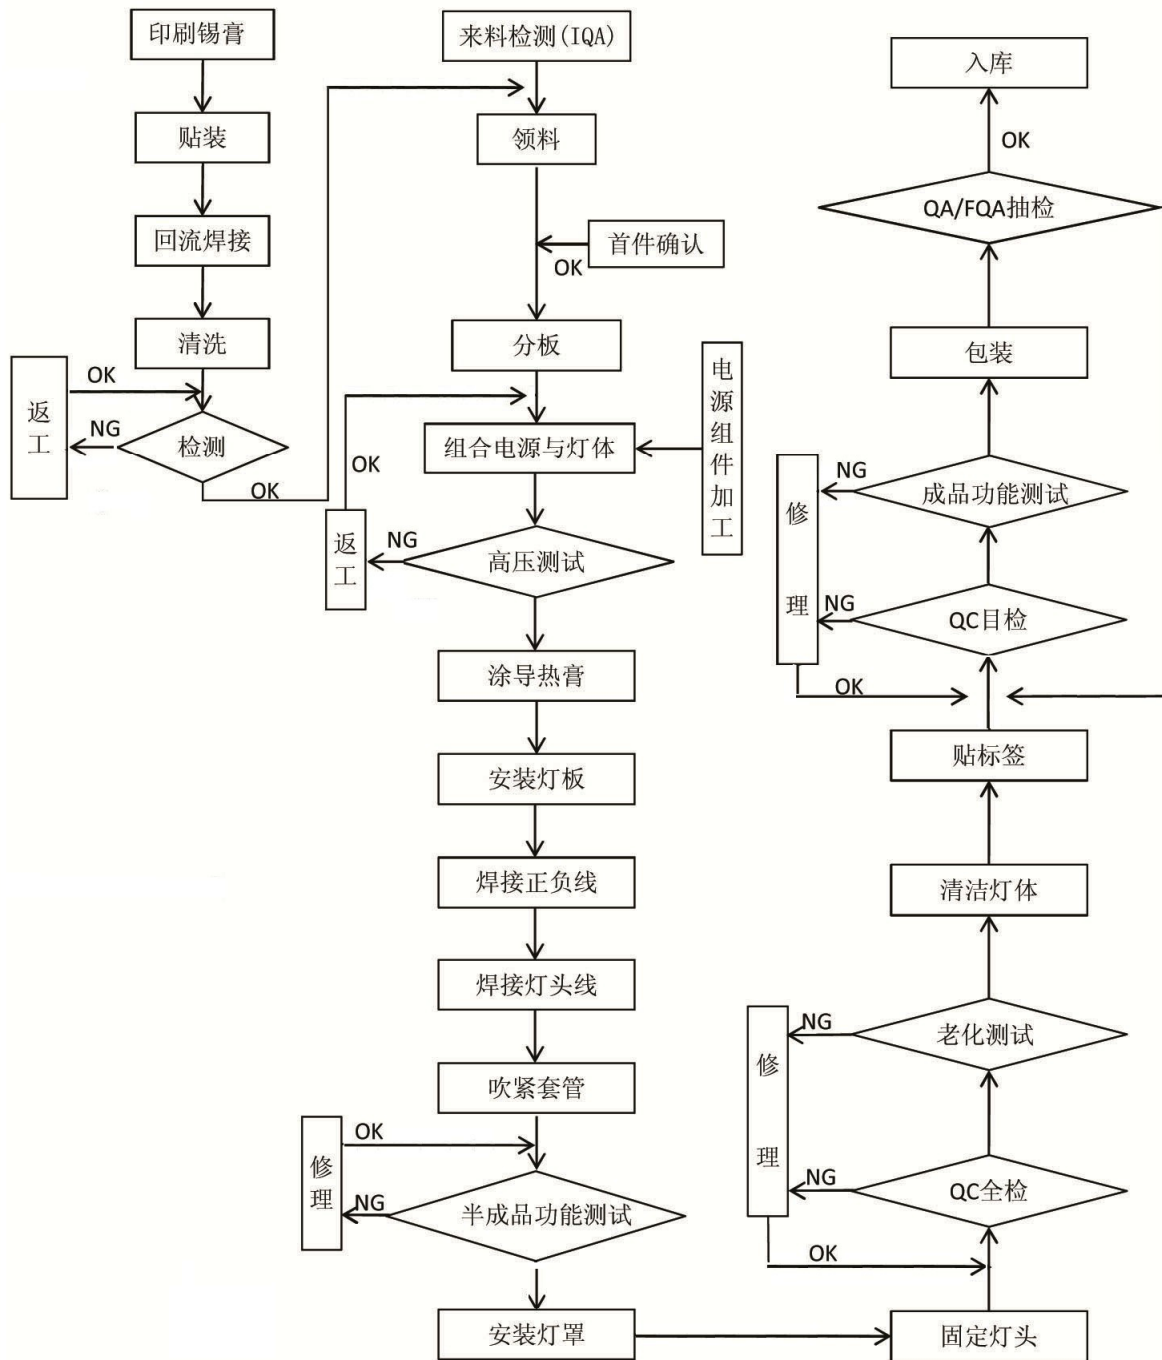 印刷锡膏
贴装
回流焊接
清洗
OK
返工
NG
检测
OK
来料检测(IQA)
领料
首件确认
OK
分板
电源组件加工
组合电源与灯体
OK
返工
NG
高压测试
涂导热膏
安装灯板
焊接正负线
焊接灯头线
吹紧套管
OK
修理
NG
半成品功能测试
安装灯罩
入库
OK
QA/FQA抽检
包装
NG
成品功能测试
修理
NG
QC目检
OK
贴标签
清洁灯体
NG
老化测试
修理
NG
QC全检
OK
固定灯头